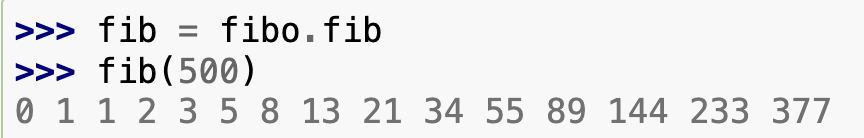 >>> fib = fibo.fib
>>> fib(500)
0 1 1 2 3 5 8 13 21 34 55 89 144 233 377